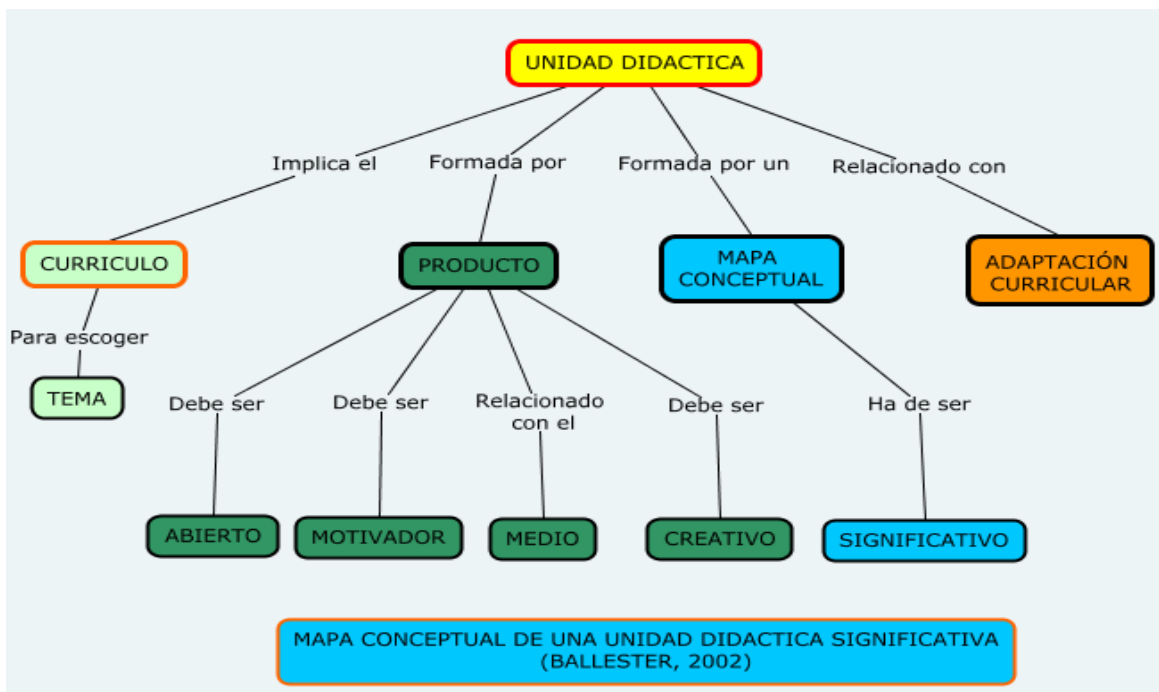 UNIDAD DIDACTICA
Implica el
Formada por
Formada por un
Relacionado con
CURRICULO
PRODUCTO
MAPA
CONCEPTUAL
ADAPTACIÓN
CURRICULAR
Para escoger
TEMA
Debe ser
Debe ser
Relacionado
con el
Debe ser
Ha de ser
ABIERTO
MOTIVADOR
MEDIO
CREATIVO
SIGNIFICATIVO
MAPA CONCEPTUAL DE UNA UNIDAD DIDACTICA SIGNIFICATIVA
(BALLESTER, 2002)